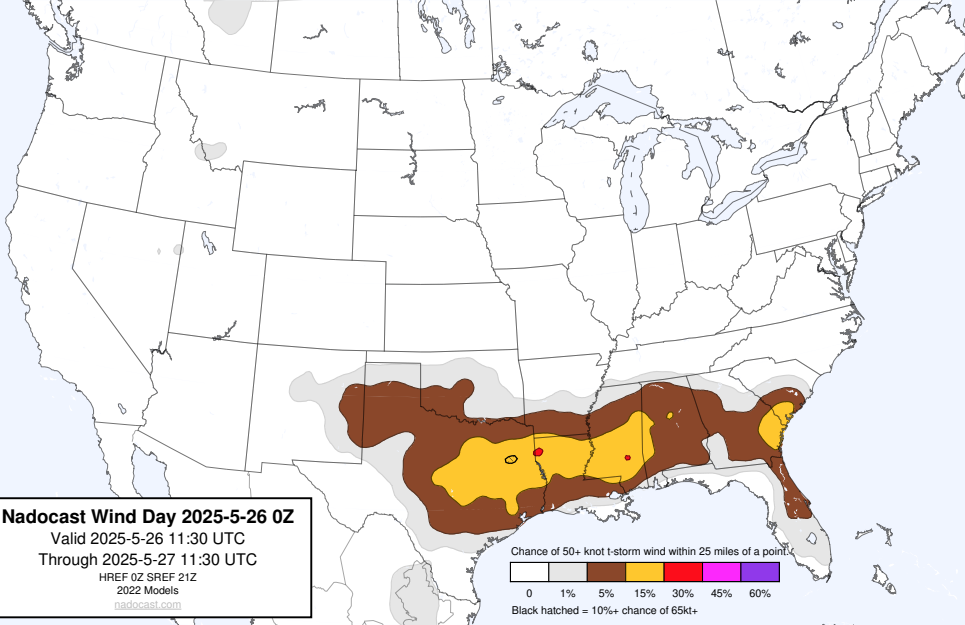 Nadocast Wind Day 2025-5-26 0Z
Valid 2025-5-26 11:30 UTC
Through 2025-5-27 11:30 UTC
HREF 0Z SREF 21Z
2022 Models
nadocast.com
Chance of 50+ knot t-storm wind within 25 miles of a point.
0 1% 5% 15% 30% 45% 60%
Black hatched = 10%+ chance of 65kt+